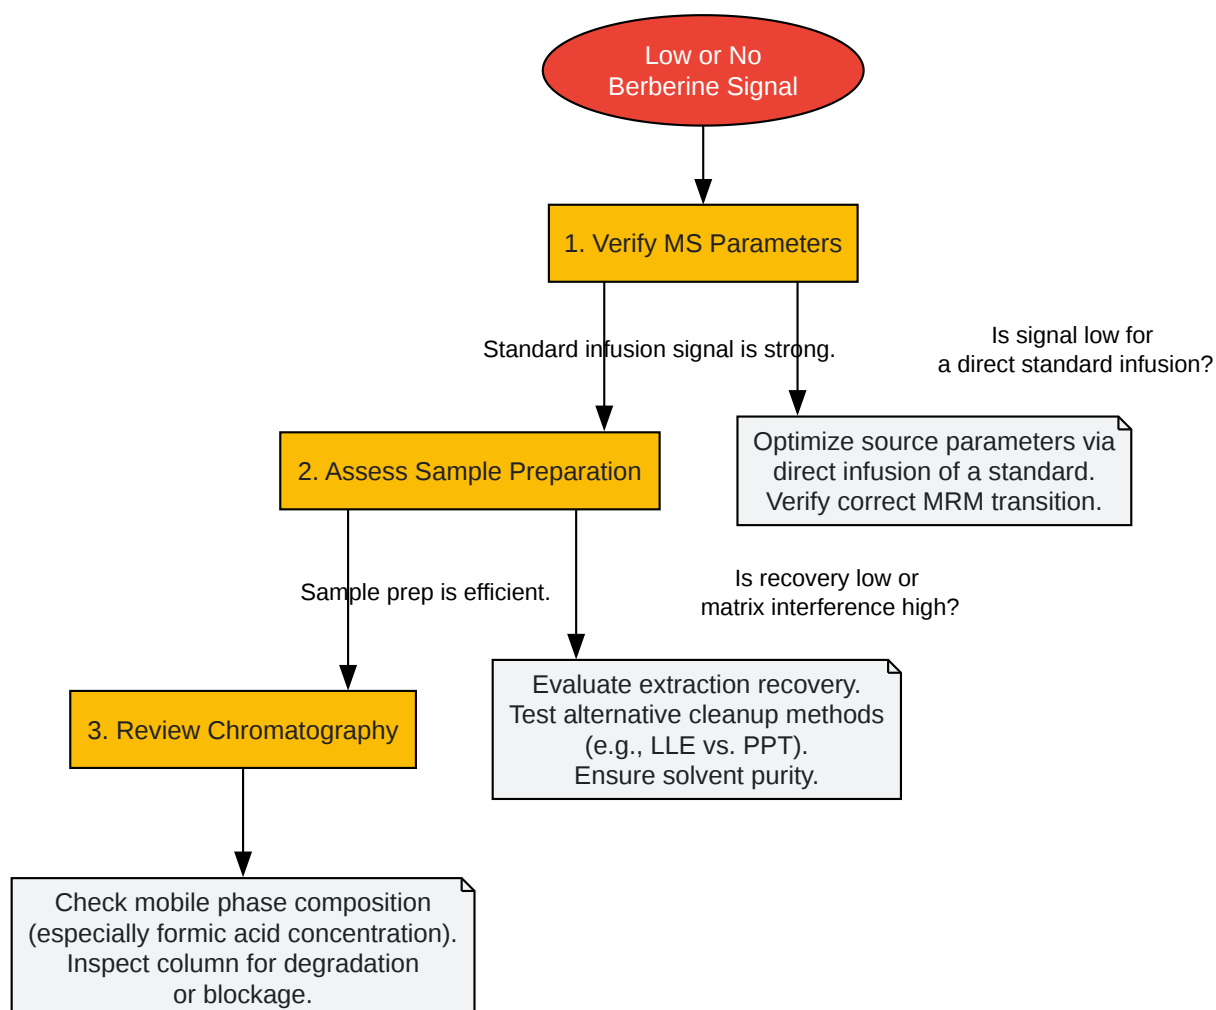 Low or No
Berberine Signal
1. Verify MS Parameters
Standard infusion signal is strong.
Is signal low for
a direct standard infusion?
2. Assess Sample Preparation
Optimize source parameters via
direct infusion of a standard.
Verify correct MRM transition.
Sample prep is efficient.
Is recovery low or
matrix interference high?
3. Review Chromatography
Evaluate extraction recovery.
Test alternative cleanup methods
(e.g., LLE vs. PPT).
Ensure solvent purity.
Check mobile phase composition
(especially formic acid concentration).
Inspect column for degradation
or blockage.